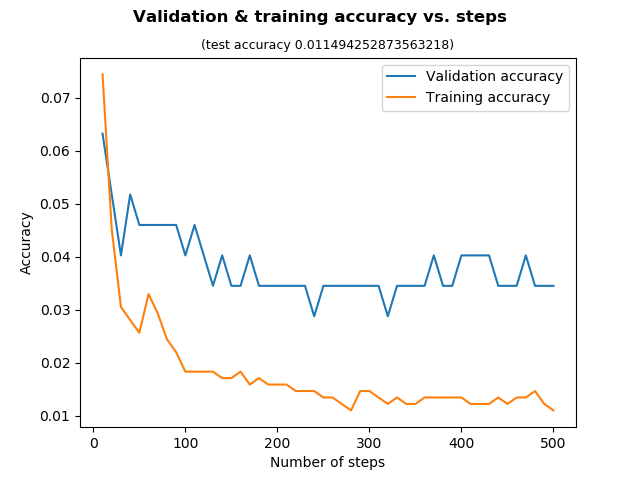 Validation & training accuracy vs. steps
(test accuracy 0.011494252873563218)
Validation accuracy
Training accuracy
0.07
0.06
0.05
0.04
0.03
0.02
0.01
Accuracy
0
100
200
300
400
500
Number of steps